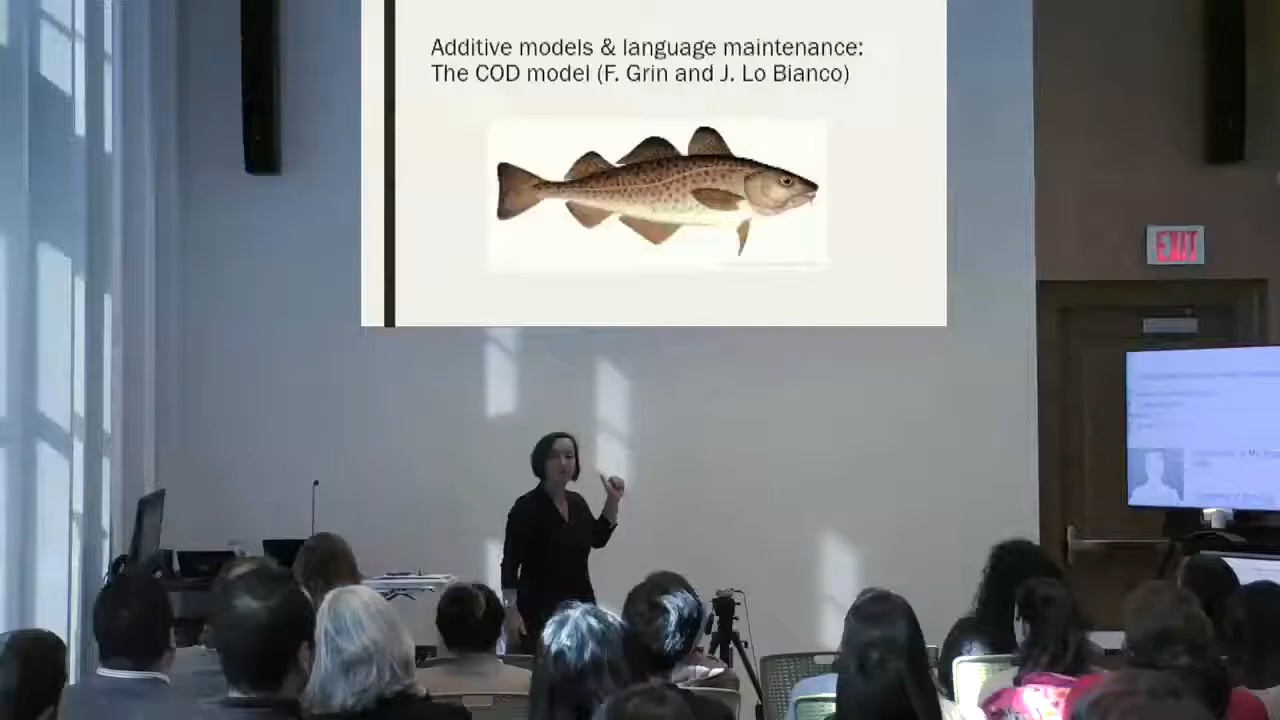 Additive models & language maintenance:
The COD model (F. Grin and J. Lo Bianco)
EXIT